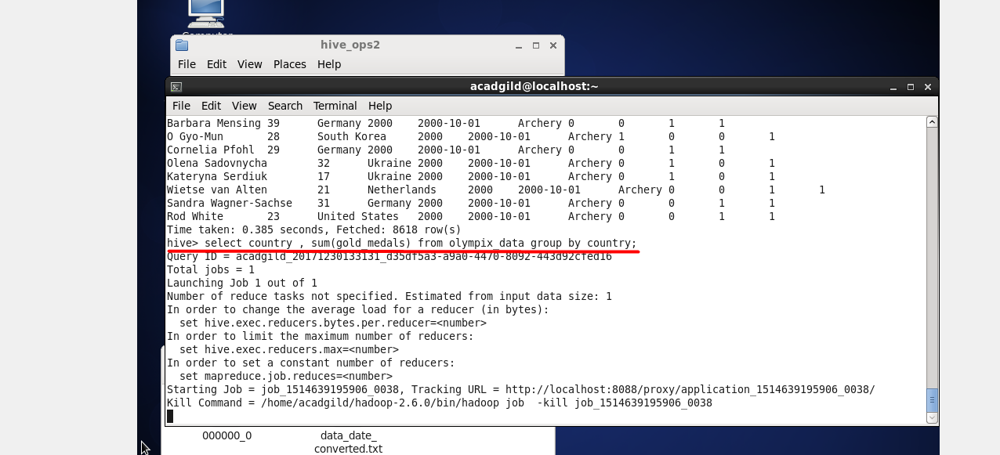 hive_ops2
File Edit View Places Help
acadgild@localhost:~
File Edit View Search Terminal Help
Barbara Mensing 39 Germany 2000 2000-10-01 Archery 0 0 1 1
O Gyo-Mun 28 South Korea 2000 2000-10-01 Archery 1 0 0 1
Cornelia Pfohl 29 Germany 2000 2000-10-01 Archery 0 0 1 1
Olena Sadovnycha 32 Ukraine 2000 2000-10-01 Archery 0 1 0 1
Kateryna Serdiuk 17 Ukraine 2000 2000-10-01 Archery 0 1 0 1
Wietse van Alten 21 Netherlands 2000 2000-10-01 Archery 0 0 1 1
Sandra Wagner-Sachse 31 Germany 2000 2000-10-01 Archery 0 0 1 1
Rod White 23 United States 2000 2000-10-01 Archery 0 0 1 1
Time taken: 0.385 seconds, Fetched: 8618 row(s)
hive> select country , sum(gold_medals) from olympix_data group by country;
Query ID = acadgild_20171230133131_d35df5a3-a9a0-4470-8092-443d92cfed16
Total jobs = 1
Launching Job 1 out of 1
Number of reduce tasks not specified. Estimated from input data size: 1
In order to change the average load for a reducer (in bytes):
set hive.exec.reducers.bytes.per.reducer=<number>
In order to limit the maximum number of reducers:
set hive.exec.reducers.max=<number>
In order to set a constant number of reducers:
set mapreduce.job.reduces=<number>
Starting Job = job_1514639195906_0038, Tracking URL = http://localhost:8088/proxy/application_1514639195906_0038/
Kill Command = /home/acadgild/hadoop-2.6.0/bin/hadoop job -kill job_1514639195906_0038
000000_0 data_date_
converted.txt